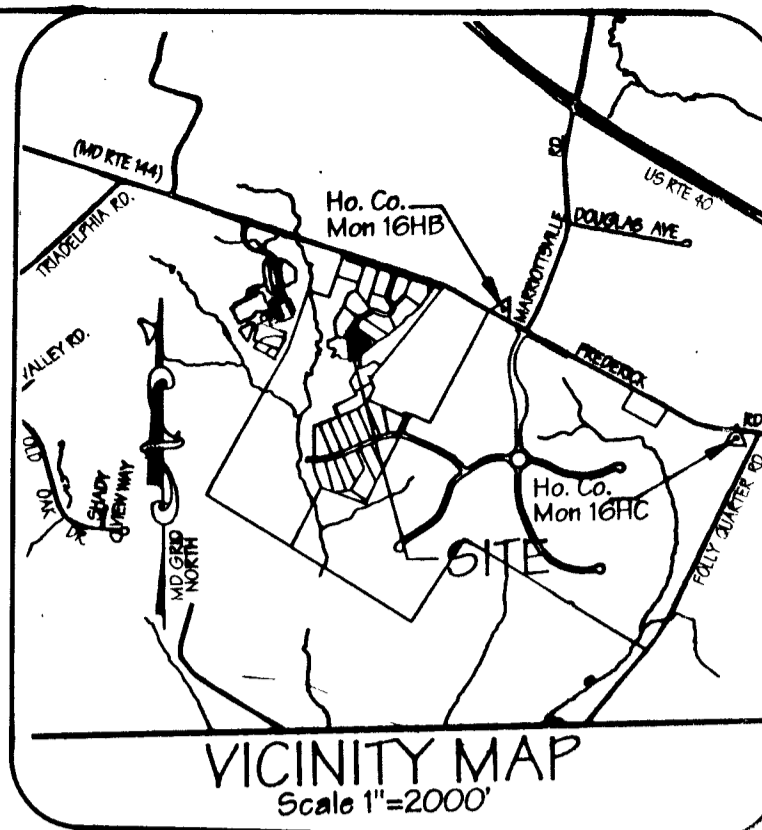 (MD RTE 144)
TRIADELPHIA RD.
Ho. Co.
Mon 16HB
MARRIOTTSVILLE
RD.
US RTE 40
DOUGLAS AVE
VALLEY RD.
FREDERICK
RD
OLD
OAK
DR
SHADY
VIEW WAY
MD GRID
NORTH
Ho. Co.
Mon 16HC
FOLLY QUARTER RD.
SITE
VICINITY MAP
Scale 1"=2000'